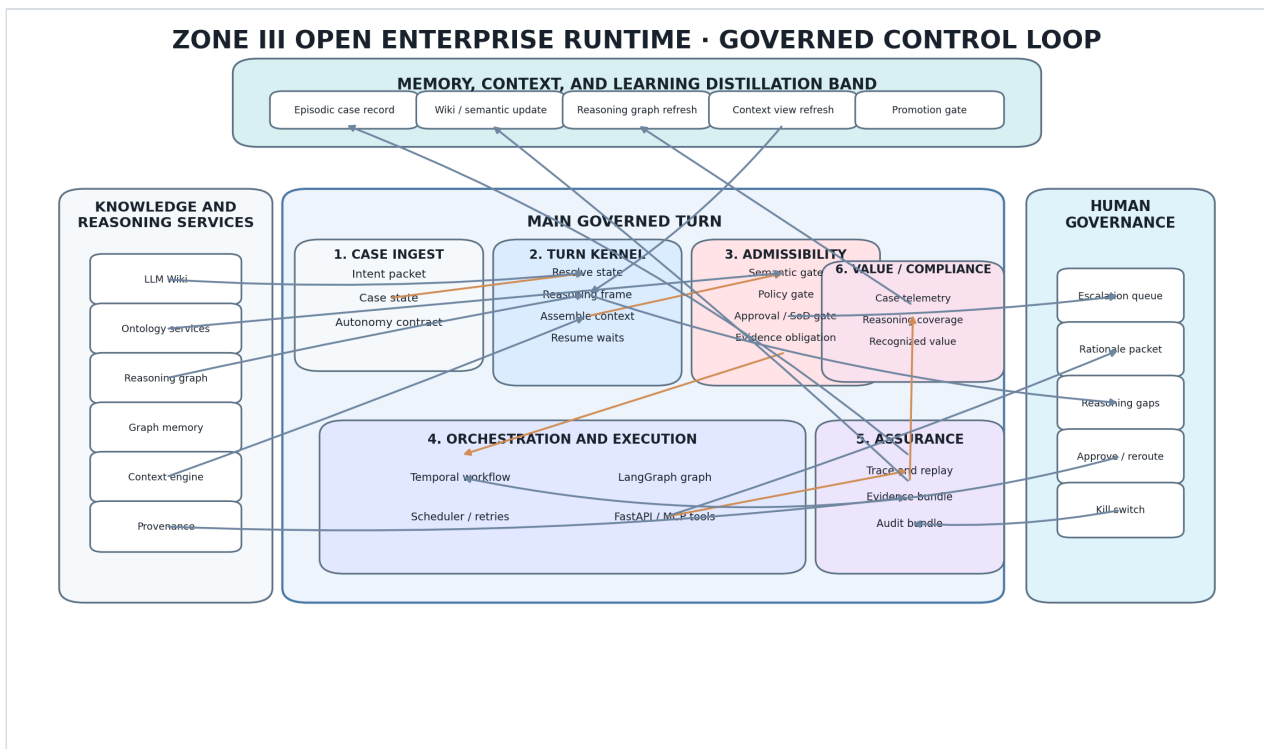 ZONE III OPEN ENTERPRISE RUNTIME · GOVERNED CONTROL LOOP
MEMORY, CONTEXT, AND LEARNING DISTILLATION BAND
Episodic case record
Wiki / semantic update
Reasoning graph refresh
Context view refresh
Promotion gate
KNOWLEDGE AND
REASONING SERVICES
LLM Wiki
Ontology services
Reasoning graph
Graph memory
Context engine
Provenance
MAIN GOVERNED TURN
1. CASE INGEST
Intent packet
Case state
Autonomy contract
2. TURN KERNEL
Resolve state
Reasoning frame
Assemble context
Resume waits
3. ADMISSIBILITY
Semantic gate
Policy gate
Approval / SoD gate
Evidence obligation
6. VALUE / COMPLIANCE
Case telemetry
Reasoning coverage
Recognized value
4. ORCHESTRATION AND EXECUTION
Temporal workflow
LangGraph graph
Scheduler / retries
FastAPI / MCP tools
5. ASSURANCE
Trace and replay
Evidence bundle
Audit bundle
HUMAN
GOVERNANCE
Escalation queue
Rationale packet
Reasoning gaps
Approve / reroute
Kill switch